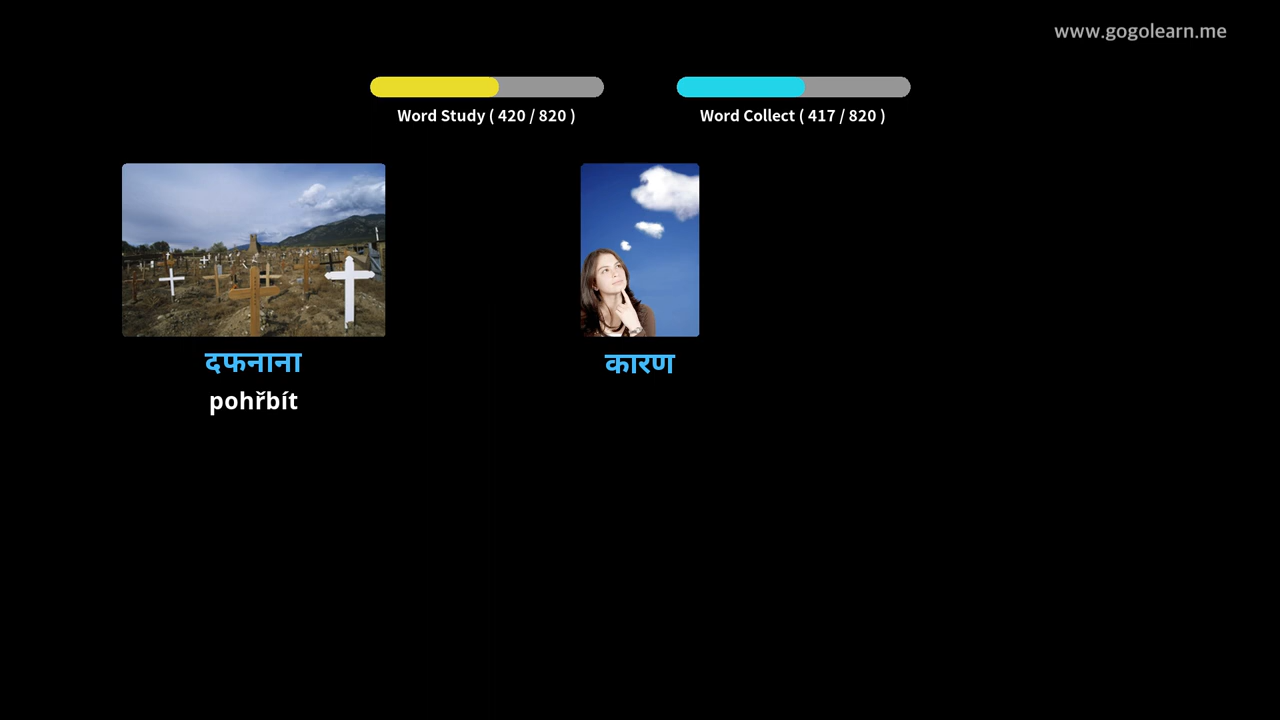 www.gogolearn.me
Word Study ( 420 / 820 )
Word Collect ( 417 / 820 )
दफनाना
pohřbít
कारण